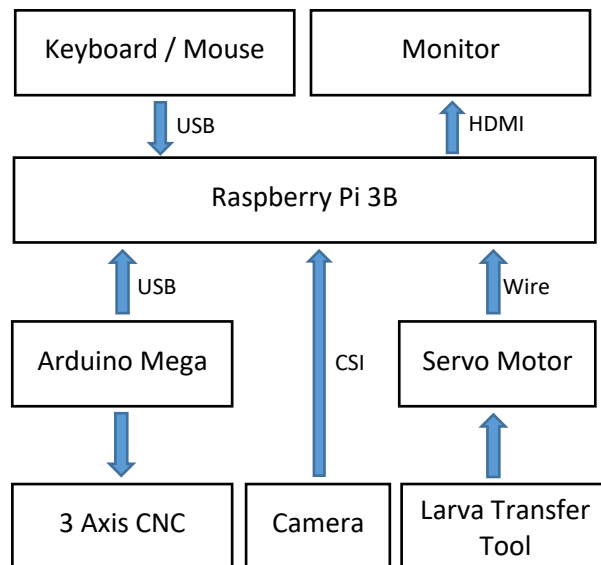 Keyboard / Mouse
Monitor
USB
HDMI
Raspberry Pi 3B
USB
Wire
Arduino Mega
CSI
Servo Motor
3 Axis CNC
Camera
Larva Transfer
Tool